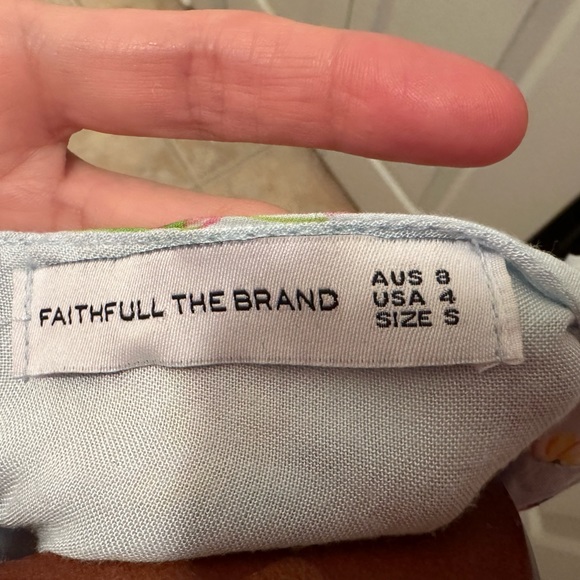 FAITHFULL THE BRAND
AUS 8
USA 4
SIZE S